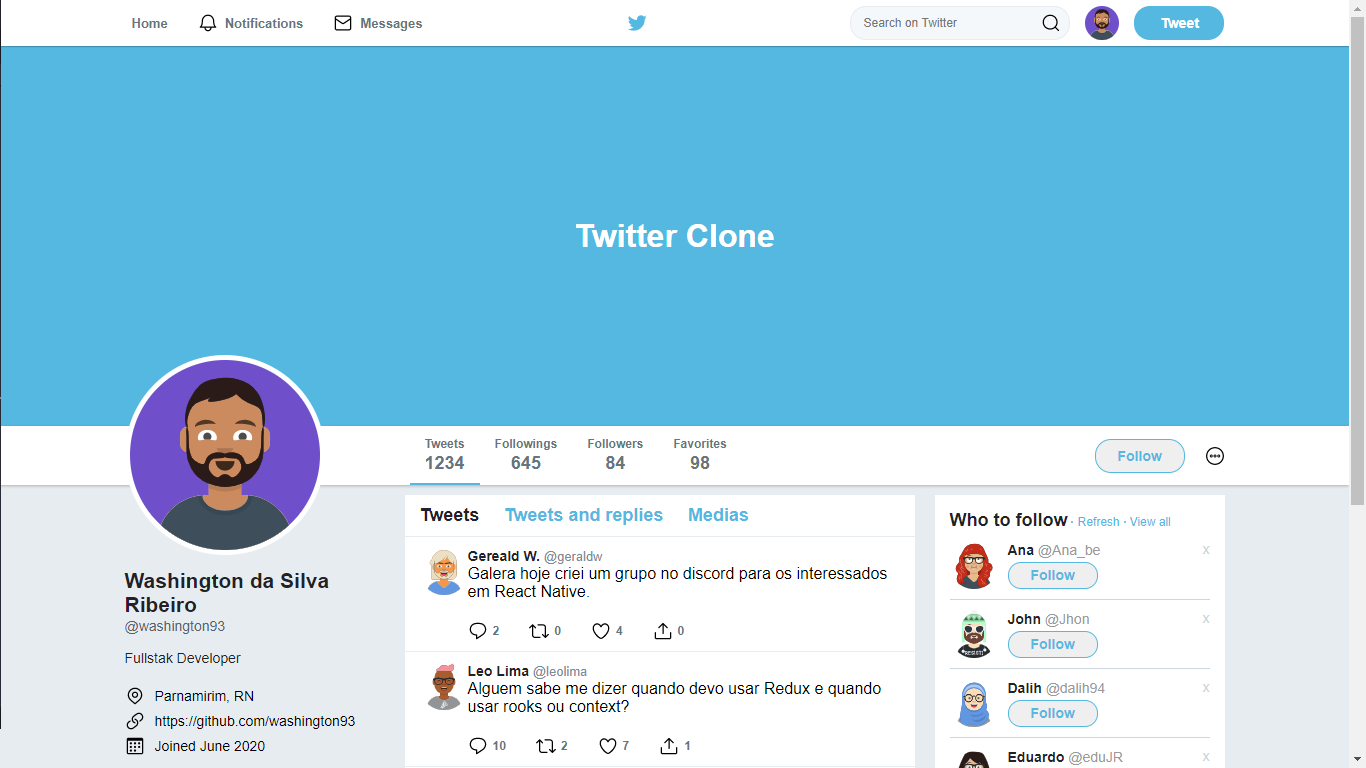 Home Notifications Messages Search on Twitter Tweet
Twitter Clone
Tweets Followings Followers Favorites
1234 645 84 98
Follow
Washington da Silva
Ribeiro
@washington93
Fullstak Developer
Parnamirim, RN
https://github.com/washington93
Joined June 2020
Tweets Tweets and replies Medias
Gereald W. @geraldw
Galera hoje criei um grupo no discord para os interessados
em React Native.
2 0 4 0
Leo Lima @leolima
Alguem sabe me dizer quando devo usar Redux e quando
usar rooks ou context?
10 2 7 1
Who to follow · Refresh · View all
Ana @Ana_be x
Follow
John @Jhon x
Follow
Dalih @dalih94 x
Follow
Eduardo @eduJR x